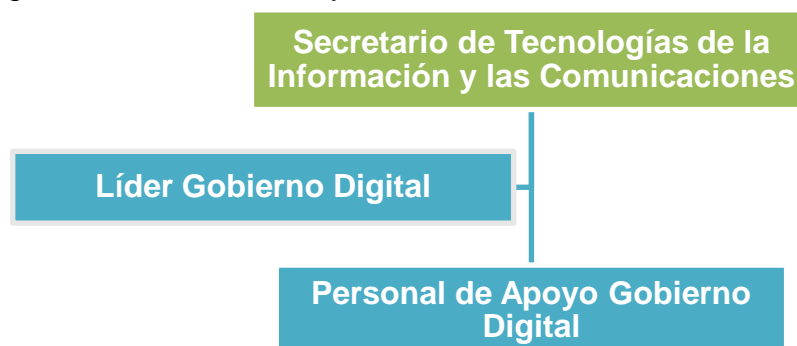 Secretario de Tecnologías de la
Información y las Comunicaciones
Líder Gobierno Digital
Personal de Apoyo Gobierno
Digital